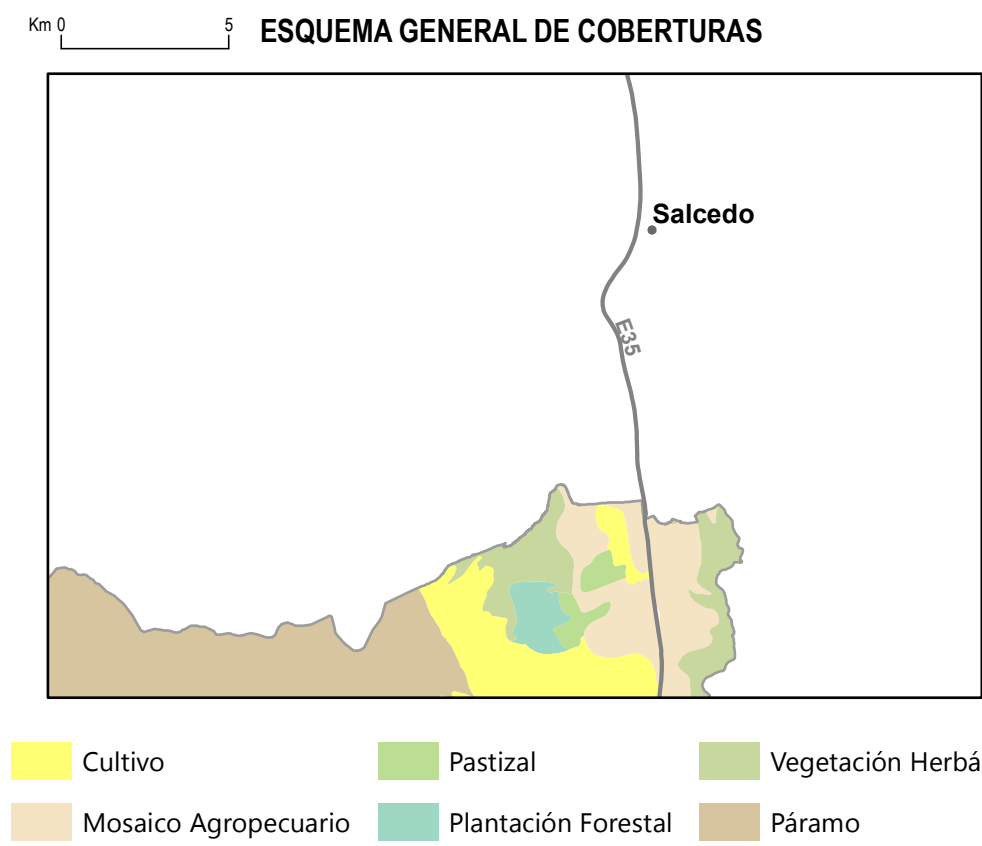 Km 0 5
ESQUEMA GENERAL DE COBERTURAS
Salcedo
E35
Cultivo
Pastizal
Vegetación Herbá
Mosaico Agropecuario
Plantación Forestal
Páramo